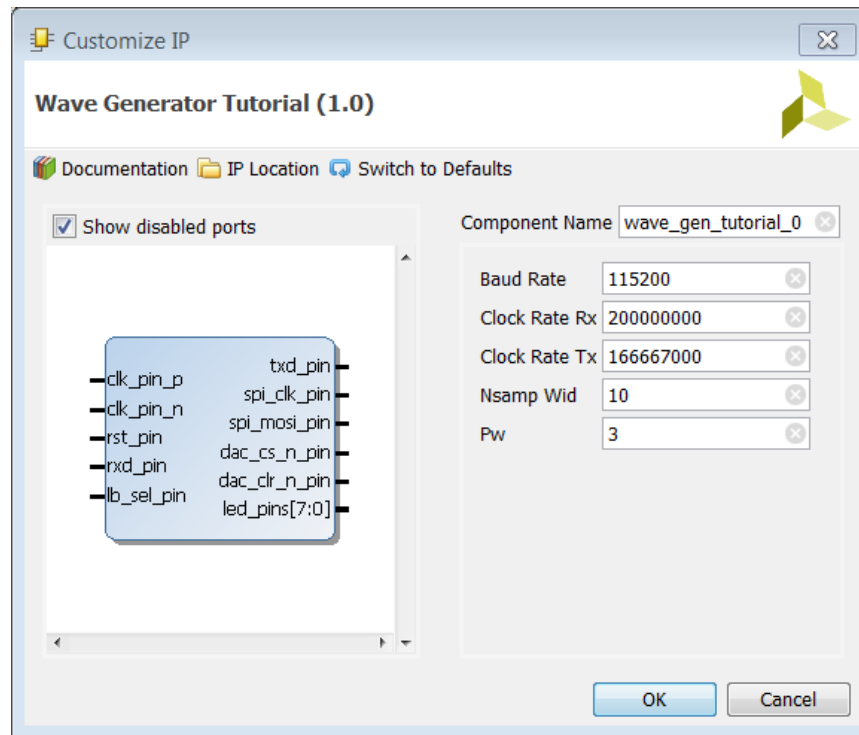 Customize IP
Wave Generator Tutorial (1.0)
Documentation IP Location Switch to Defaults
Show disabled ports
clk_pin_p
clk_pin_n
rst_pin
rxd_pin
lb_sel_pin
txd_pin
spi_clk_pin
spi_mosi_pin
dac_cs_n_pin
dac_clr_n_pin
led_pins[7:0]
Component Name wave_gen_tutorial_0
Baud Rate 115200
Clock Rate Rx 200000000
Clock Rate Tx 166667000
Nsamp Wid 10
Pw 3
OK Cancel